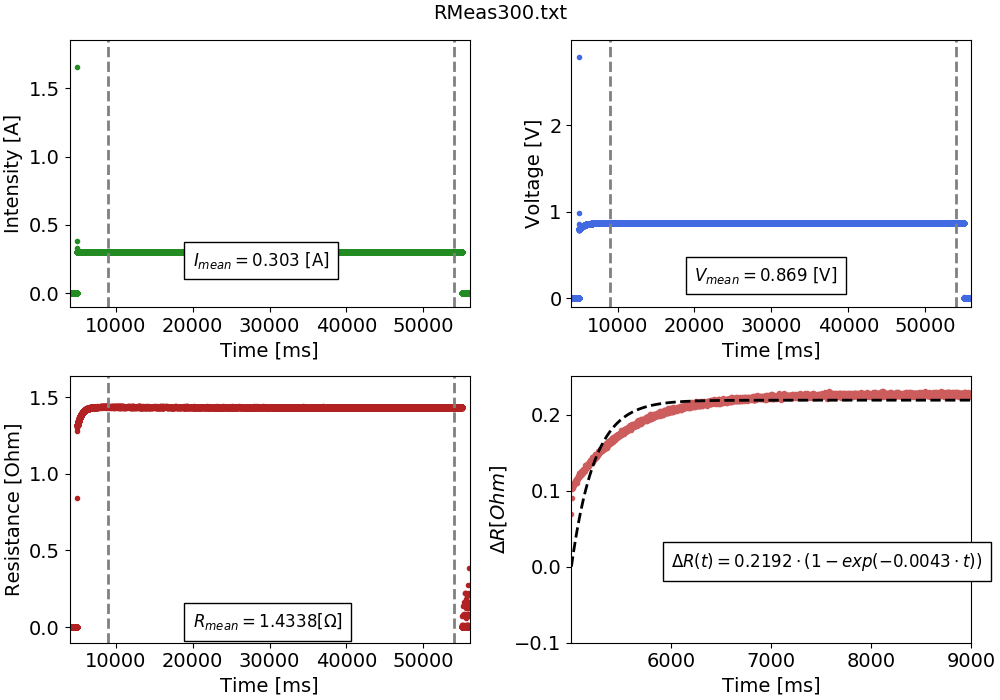 RMeas300.txt
Intensity [A]
1.5
1.0
0.5
0.0
I_mean = 0.303 [A]
10000 20000 30000 40000 50000
Time [ms]
Voltage [V]
2
1
0
V_mean = 0.869 [V]
10000 20000 30000 40000 50000
Time [ms]
Resistance [Ohm]
1.5
1.0
0.5
0.0
R_mean = 1.4338[Ω]
10000 20000 30000 40000 50000
Time [ms]
ΔR[Ohm]
0.2
0.1
0.0
−0.1
ΔR(t) = 0.2192 · (1 − exp(−0.0043 · t))
6000 7000 8000 9000
Time [ms]